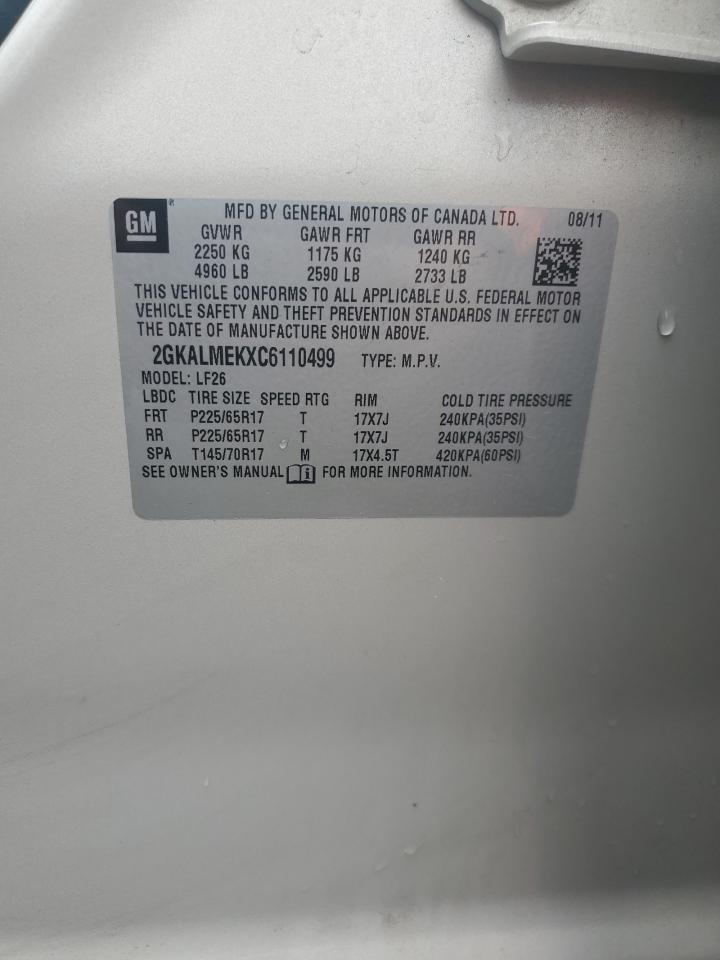 GM® MFD BY GENERAL MOTORS OF CANADA LTD. 08/11
GVWR GAWR FRT GAWR RR
2250 KG 1175 KG 1240 KG
4960 LB 2590 LB 2733 LB
THIS VEHICLE CONFORMS TO ALL APPLICABLE U.S. FEDERAL MOTOR
VEHICLE SAFETY AND THEFT PREVENTION STANDARDS IN EFFECT ON
THE DATE OF MANUFACTURE SHOWN ABOVE.
2GKALMEKXC6110499 TYPE: M.P.V.
MODEL: LF26
LBDC TIRE SIZE SPEED RTG RIM COLD TIRE PRESSURE
FRT P225/65R17 T 17X7J 240KPA(35PSI)
RR P225/65R17 T 17X7J 240KPA(35PSI)
SPA T145/70R17 M 17X4.5T 420KPA(60PSI)
SEE OWNER'S MANUAL i FOR MORE INFORMATION.